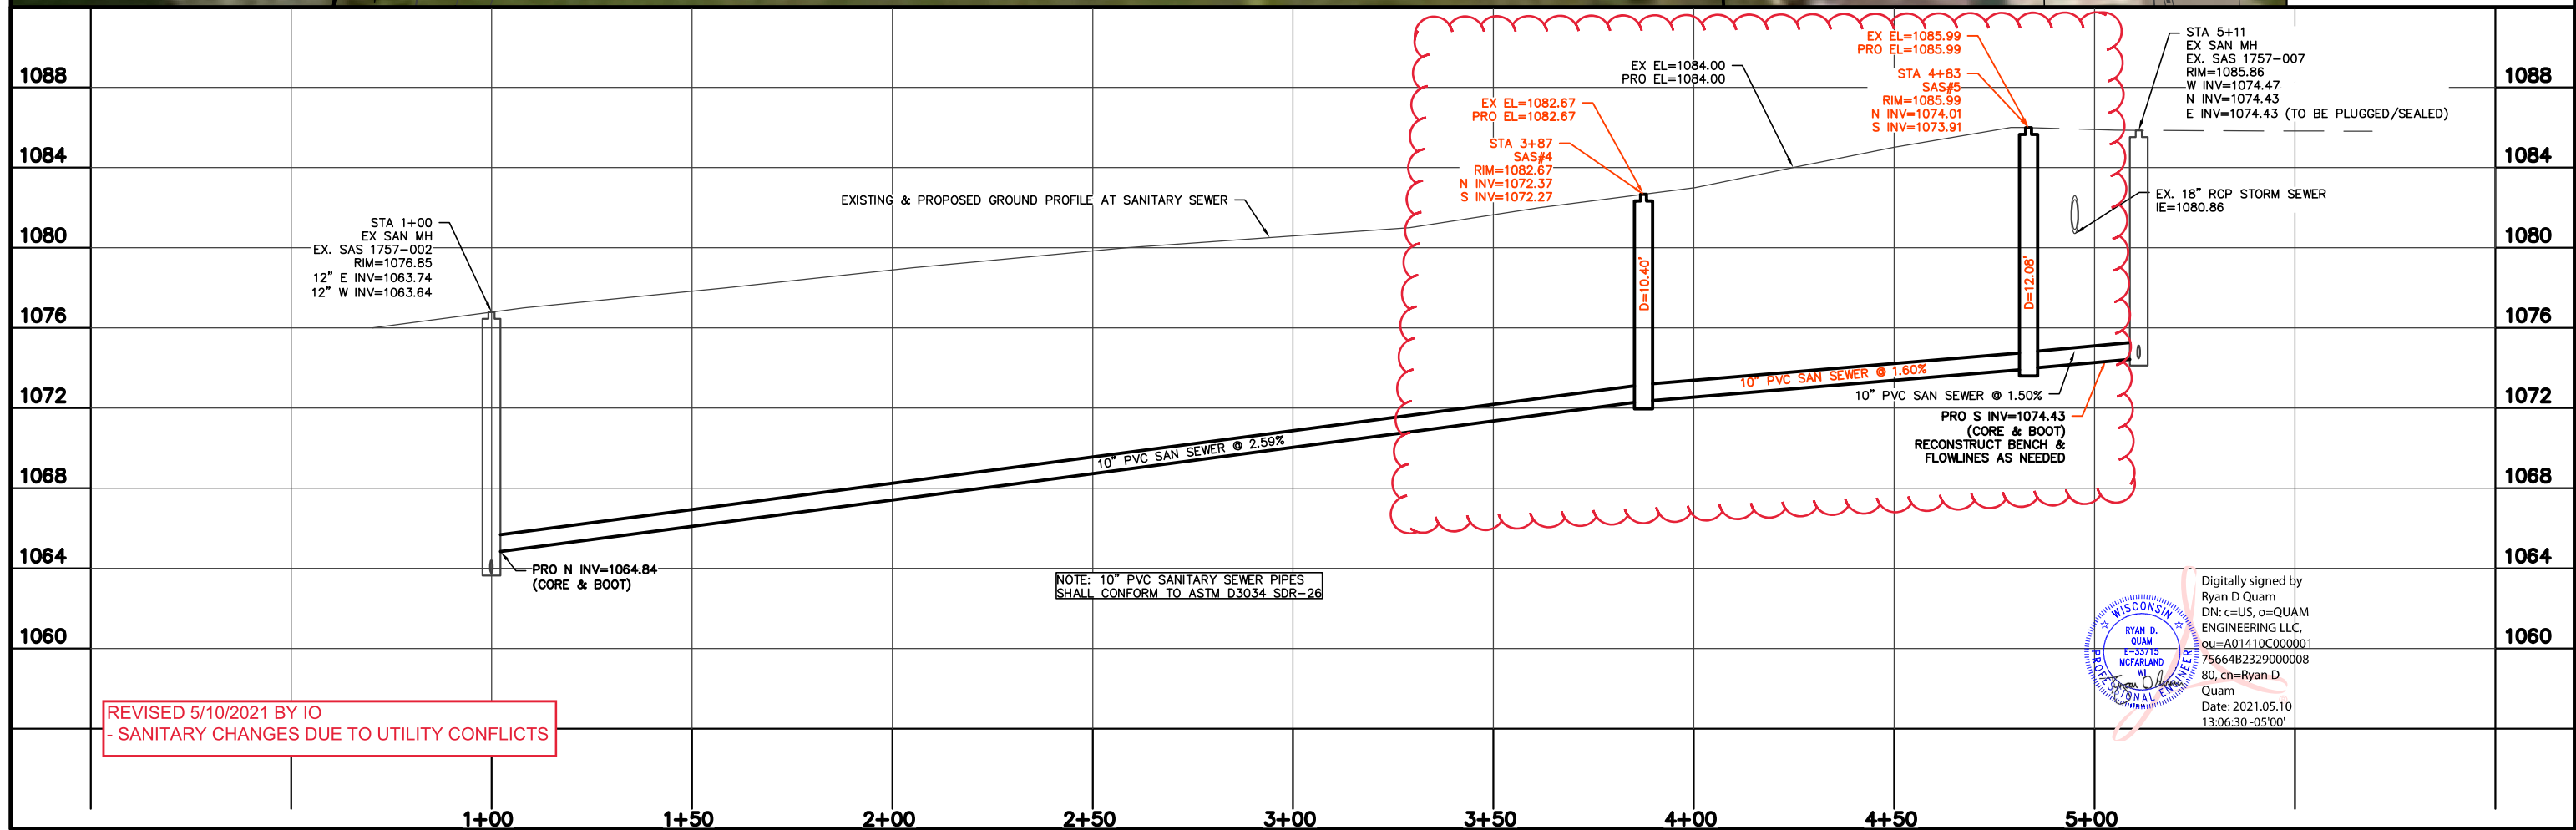 1088
1084
1080
1076
1072
1068
1064
1060
STA 1+00
EX SAN MH
EX. SAS 1757-002
RIM=1076.85
12" E INV=1063.74
12" W INV=1063.64
PRO N INV=1064.84
(CORE & BOOT)
EXISTING & PROPOSED GROUND PROFILE AT SANITARY SEWER
10" PVC SAN SEWER @ 2.59%
NOTE: 10" PVC SANITARY SEWER PIPES
SHALL CONFORM TO ASTM D3034 SDR-26
EX EL=1082.67
PRO EL=1082.67
STA 3+87
SAS#4
RIM=1082.67
N INV=1072.37
S INV=1072.27
D=10.40'
EX EL=1084.00
PRO EL=1084.00
EX EL=1085.99
PRO EL=1085.99
STA 4+83
SAS#5
RIM=1085.99
N INV=1074.01
S INV=1073.91
D=12.08'
10" PVC SAN SEWER @ 1.60%
10" PVC SAN SEWER @ 1.50%
PRO S INV=1074.43
(CORE & BOOT)
RECONSTRUCT BENCH &
FLOWLINES AS NEEDED
STA 5+11
EX SAN MH
EX. SAS 1757-007
RIM=1085.86
W INV=1074.47
N INV=1074.43
E INV=1074.43 (TO BE PLUGGED/SEALED)
EX. 18" RCP STORM SEWER
IE=1080.86
1088
1084
1080
1076
1072
1068
1064
1060
WISCONSIN
RYAN D.
QUAM
E-33715
MCFARLAND
WI
PROFESSIONAL ENGINEER
Digitally signed by
Ryan D Quam
DN: c=US, o=QUAM
ENGINEERING LLC,
ou=A01410C000001
75664B2329000008
80, cn=Ryan D
Quam
Date: 2021.05.10
13:06:30 -05'00'
REVISED 5/10/2021 BY IO
- SANITARY CHANGES DUE TO UTILITY CONFLICTS
1+00 1+50 2+00 2+50 3+00 3+50 4+00 4+50 5+00